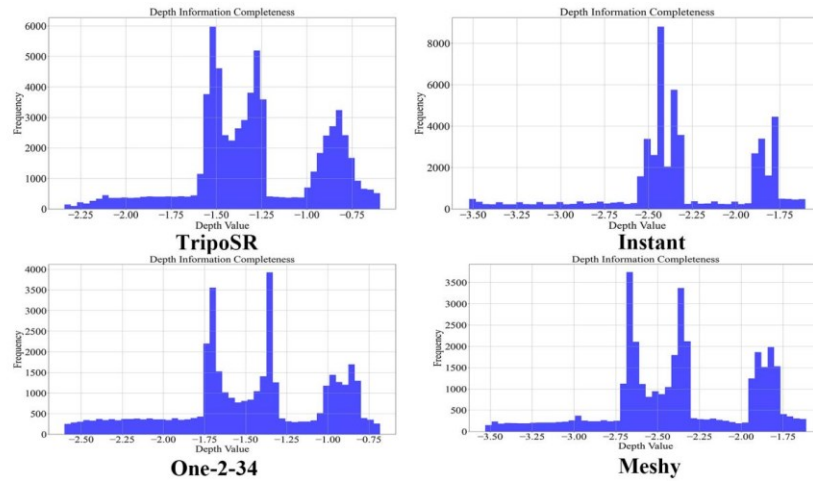 Depth Information Completeness
6000
5000
4000
3000
2000
1000
0
Frequency
−2.25 −2.00 −1.75 −1.50 −1.25 −1.00 −0.75
Depth Value
TripoSR
Depth Information Completeness
8000
6000
4000
2000
0
Frequency
−3.50 −3.25 −3.00 −2.75 −2.50 −2.25 −2.00 −1.75
Depth Value
Instant
Depth Information Completeness
4000
3500
3000
2500
2000
1500
1000
500
0
Frequency
−2.50 −2.25 −2.00 −1.75 −1.50 −1.25 −1.00 −0.75
Depth Value
One-2-34
Depth Information Completeness
3500
3000
2500
2000
1500
1000
500
0
Frequency
−3.50 −3.25 −3.00 −2.75 −2.50 −2.25 −2.00 −1.75
Depth Value
Meshy